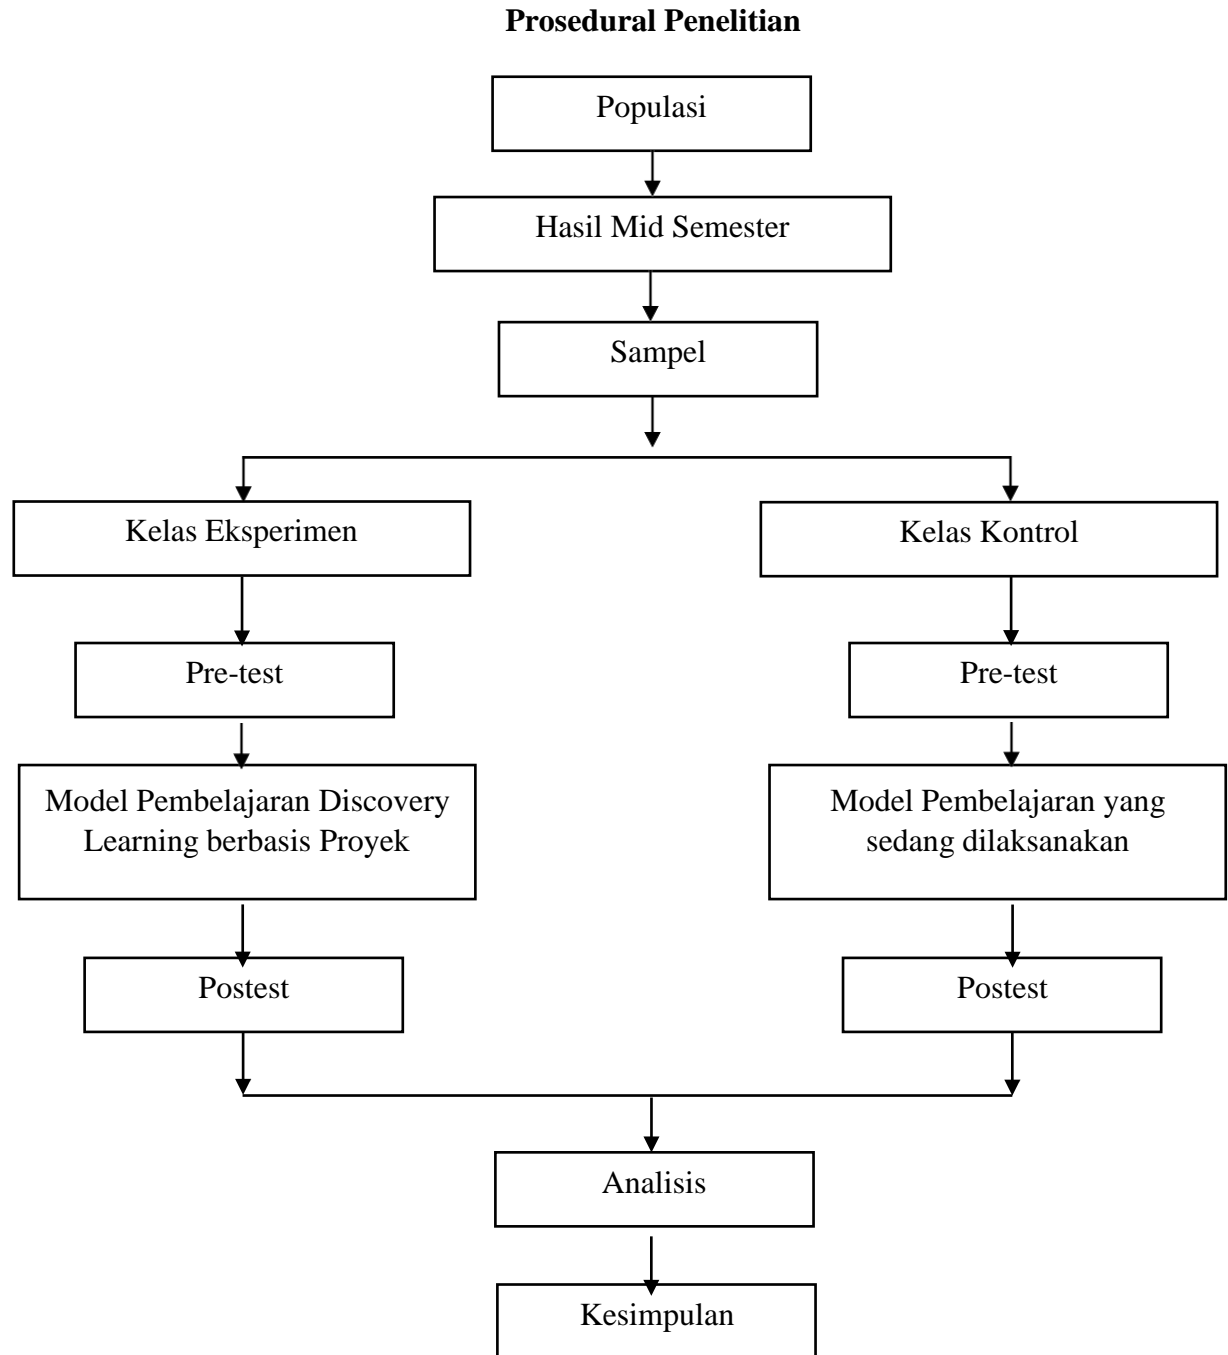 Prosedural Penelitian
Populasi
Hasil Mid Semester
Sampel
Kelas Eksperimen
Kelas Kontrol
Pre-test
Pre-test
Model Pembelajaran Discovery
Learning berbasis Proyek
Model Pembelajaran yang
sedang dilaksanakan
Postest
Postest
Analisis
Kesimpulan